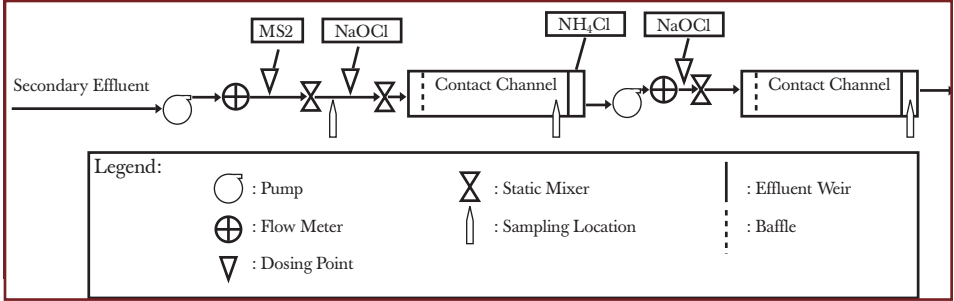 MS2
NaOCl
NH₄Cl
NaOCl
Secondary Effluent
Contact Channel
Contact Channel
Legend:
: Pump
: Static Mixer
: Effluent Weir
: Flow Meter
: Sampling Location
: Baffle
: Dosing Point